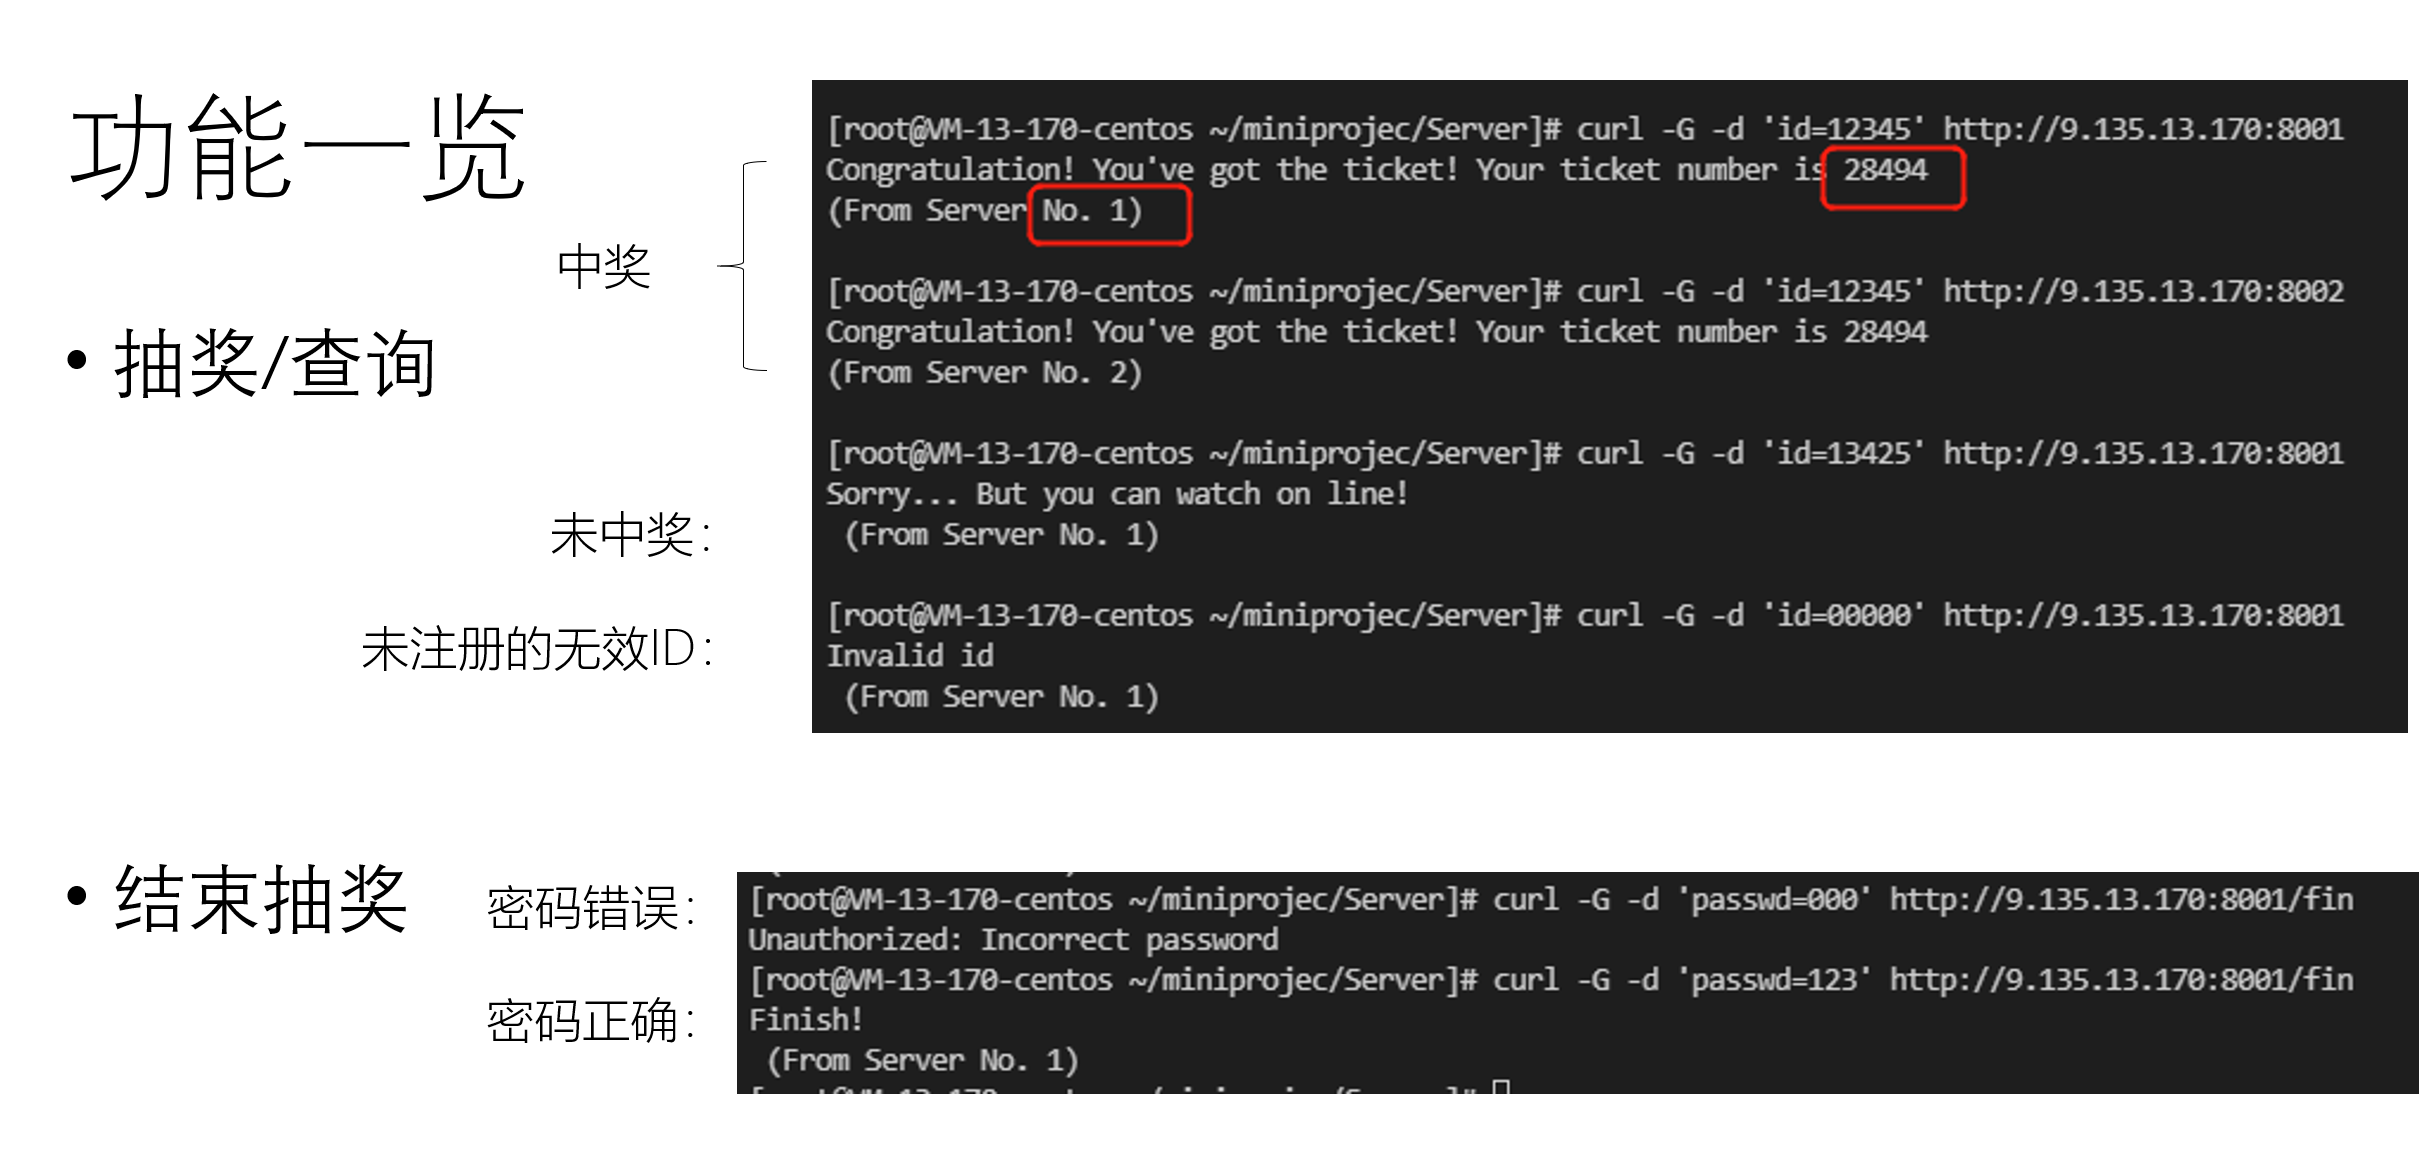 功能一览
• 抽奖/查询
中奖
[root@VM-13-170-centos ~/miniprojec/Server]# curl -G -d 'id=12345' http://9.135.13.170:8001
Congratulation! You've got the ticket! Your ticket number is 28494
(From Server No. 1)
[root@VM-13-170-centos ~/miniprojec/Server]# curl -G -d 'id=12345' http://9.135.13.170:8002
Congratulation! You've got the ticket! Your ticket number is 28494
(From Server No. 2)
未中奖：
[root@VM-13-170-centos ~/miniprojec/Server]# curl -G -d 'id=13425' http://9.135.13.170:8001
Sorry... But you can watch on line!
(From Server No. 1)
未注册的无效ID：
[root@VM-13-170-centos ~/miniprojec/Server]# curl -G -d 'id=00000' http://9.135.13.170:8001
Invalid id
(From Server No. 1)
• 结束抽奖
密码错误：
[root@VM-13-170-centos ~/miniprojec/Server]# curl -G -d 'passwd=000' http://9.135.13.170:8001/fin
Unauthorized: Incorrect password
密码正确：
[root@VM-13-170-centos ~/miniprojec/Server]# curl -G -d 'passwd=123' http://9.135.13.170:8001/fin
Finish!
(From Server No. 1)